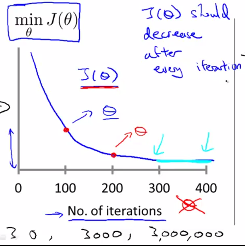 min J(θ)
θ
J(θ) should
decrease
after
every iteration.
J(θ)
θ
θ
0 100 200 300 400
No. of iterations
θ
30, 3000, 3,000,000